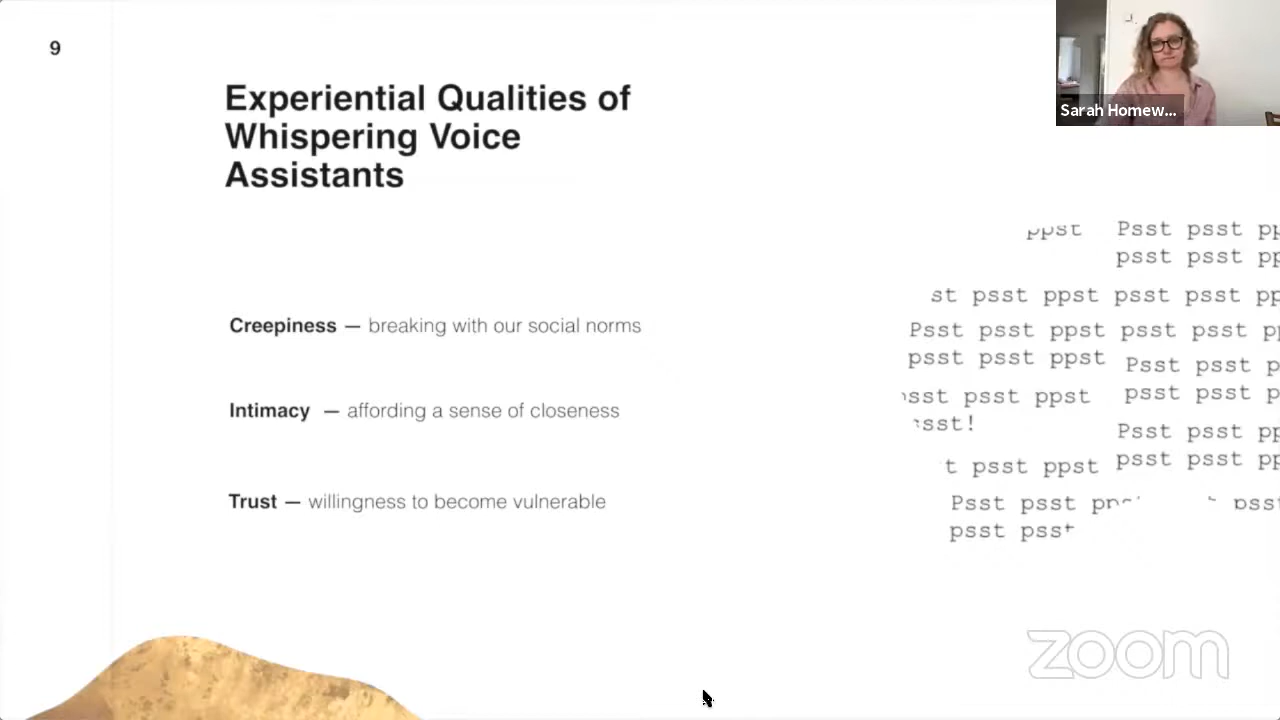 9
Experiential Qualities of
Whispering Voice
Assistants
Creepiness — breaking with our social norms
Intimacy — affording a sense of closeness
Trust — willingness to become vulnerable
Sarah Homew...
ppst Psst psst
psst psst
st psst ppst psst psst
Psst psst ppst psst psst
psst psst ppst Psst psst
psst ppst psst psst
sst!
Psst psst
t psst ppst psst psst
Psst psst psst
psst
zoom